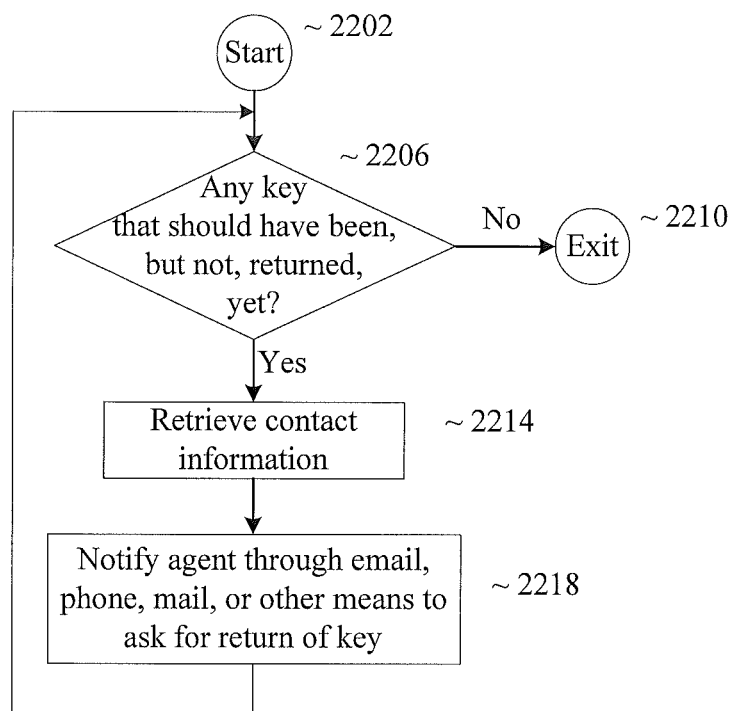 Start
~ 2202
~ 2206
Any key
that should have been,
but not, returned,
yet?
No
Exit
~ 2210
Yes
Retrieve contact
information
~ 2214
Notify agent through email,
phone, mail, or other means to
ask for return of key
~ 2218